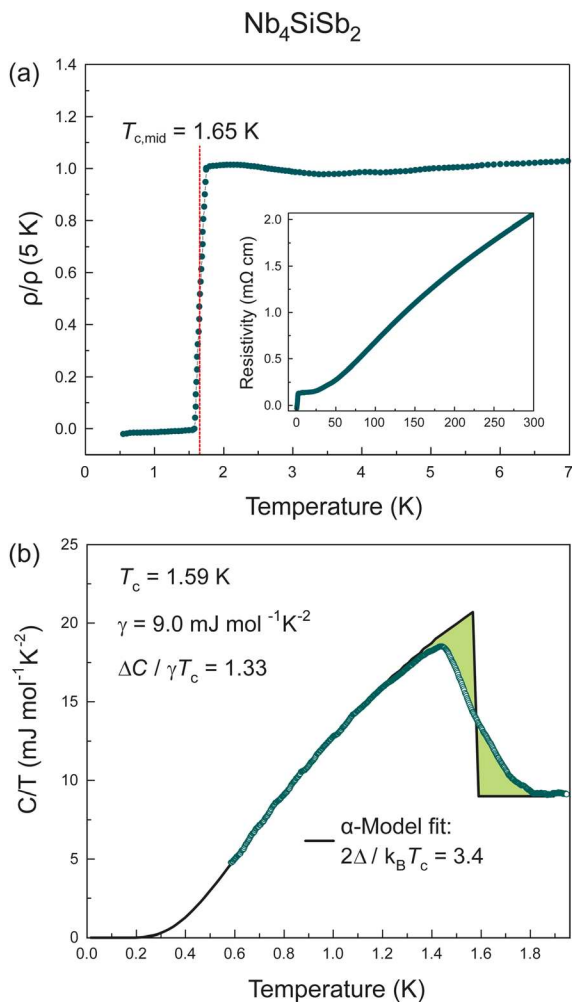 Nb₄SiSb₂
(a)
1.4
1.2
1.0
0.8
0.6
0.4
0.2
0.0
ρ/ρ (5 K)
T_c,mid = 1.65 K
2.0
1.5
1.0
0.5
0.0
Resistivity (mΩ cm)
0 50 100 150 200 250 300
0 1 2 3 4 5 6 7
Temperature (K)
(b)
25
20
15
10
5
0
C/T (mJ mol⁻¹K⁻²)
T_c = 1.59 K
γ = 9.0 mJ mol ⁻¹K⁻²
ΔC / γT_c = 1.33
α-Model fit:
2Δ / k_BT_c = 3.4
0.0 0.2 0.4 0.6 0.8 1.0 1.2 1.4 1.6 1.8
Temperature (K)